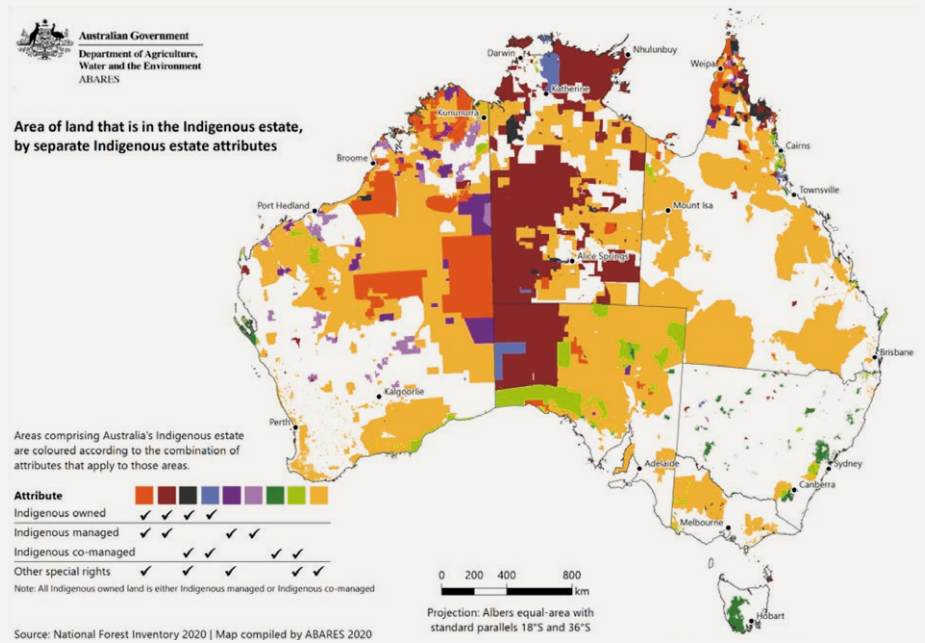 Australian Government
Department of Agriculture,
Water and the Environment
ABARES
Area of land that is in the Indigenous estate,
by separate Indigenous estate attributes
Darwin
Nhulunbuy
Weipa
Katherine
Kununurra
Cairns
Broome
Townsville
Port Hedland
Mount Isa
Alice Springs
Brisbane
Kalgoorlie
Perth
Adelaide
Sydney
Canberra
Melbourne
Hobart
Areas comprising Australia's Indigenous estate
are coloured according to the combination of
attributes that apply to those areas.
Attribute
Indigenous owned ✓ ✓ ✓ ✓
Indigenous managed ✓ ✓ ✓ ✓
Indigenous co-managed ✓ ✓ ✓ ✓
Other special rights ✓ ✓ ✓ ✓ ✓
Note: All Indigenous owned land is either Indigenous managed or Indigenous co-managed
0 200 400 800
km
Projection: Albers equal-area with
standard parallels 18°S and 36°S
Source: National Forest Inventory 2020 | Map compiled by ABARES 2020